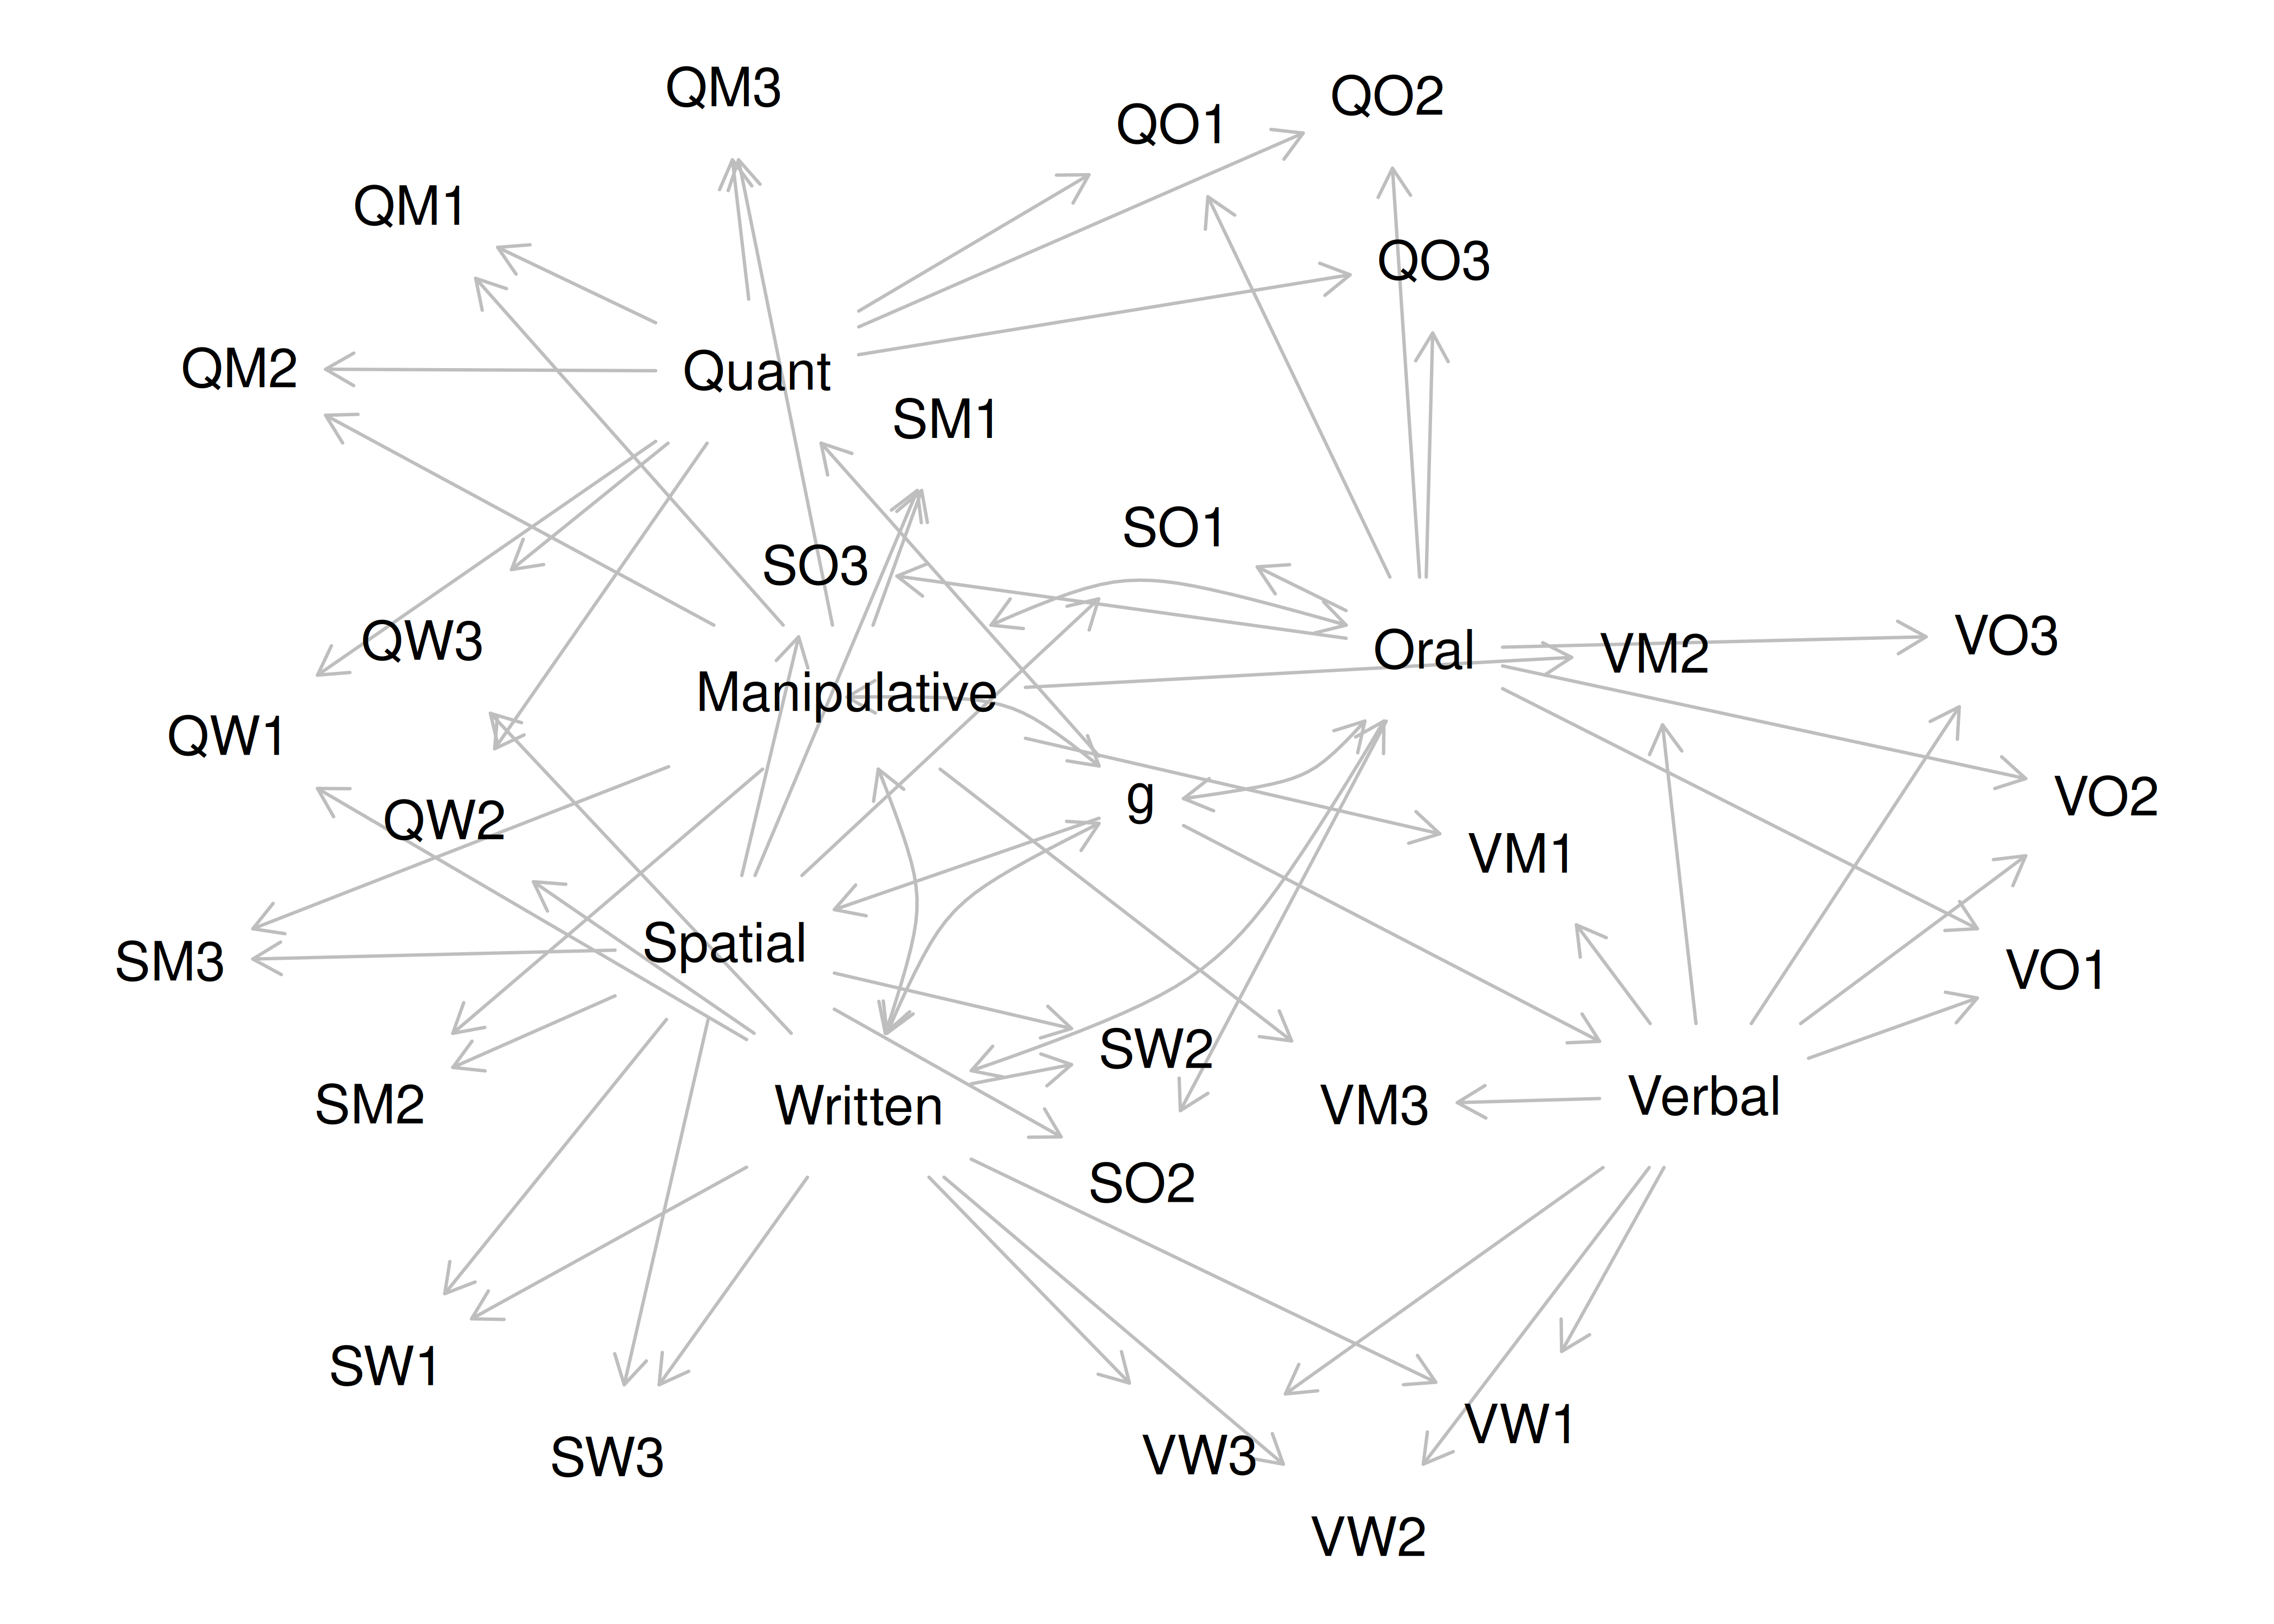 QM3
QO2
QO1
QM1
QO3
QM2
Quant
SM1
SO1
SO3
QW3
Oral
VM2
VO3
Manipulative
QW1
g
VO2
QW2
VM1
Spatial
SM3
VO1
SW2
SM2
Written
VM3
Verbal
SO2
SW1
VW1
SW3
VW3
VW2